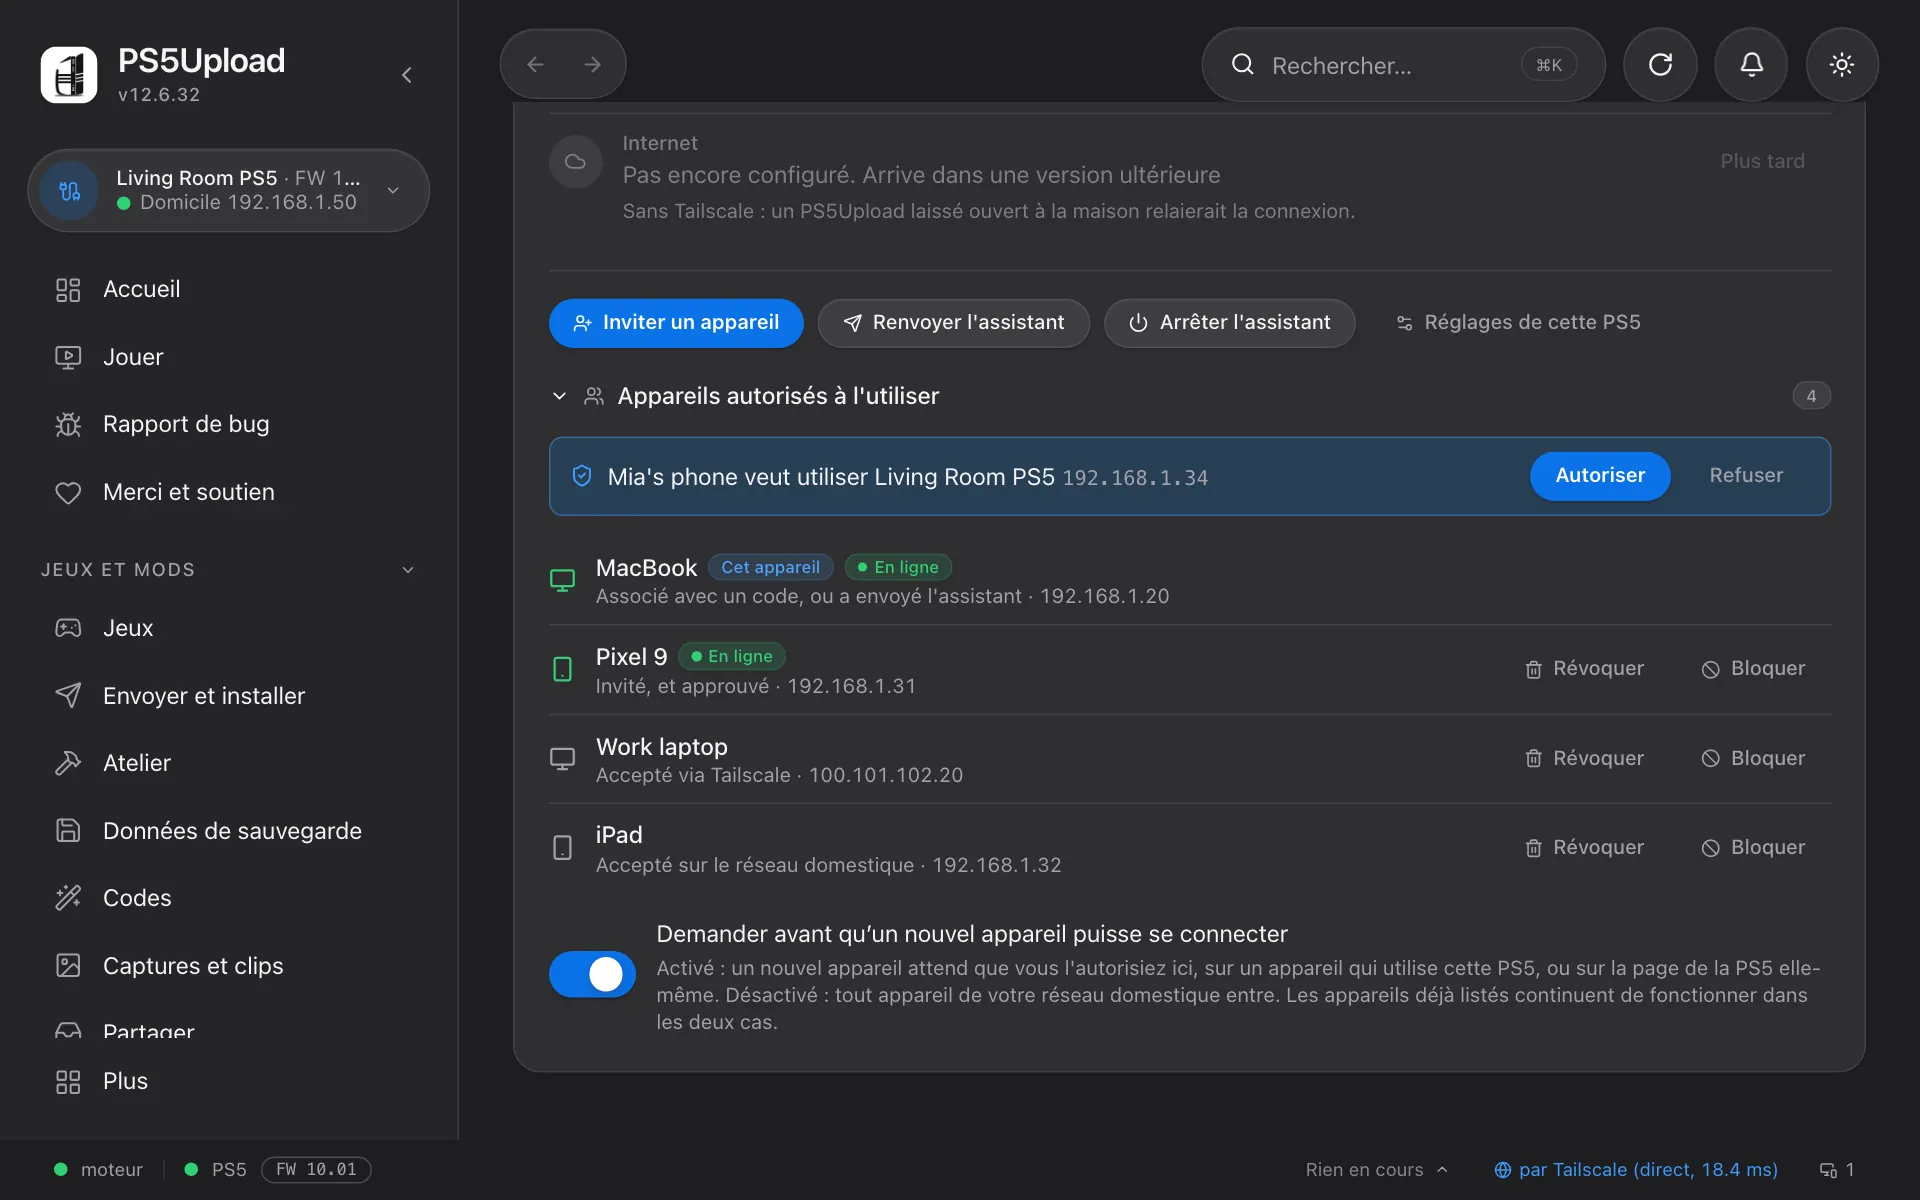 PS5Upload
v12.6.32
Living Room PS5 · FW 1...
Domicile 192.168.1.50
Accueil
Jouer
Rapport de bug
Merci et soutien
JEUX ET MODS
Jeux
Envoyer et installer
Atelier
Données de sauvegarde
Codes
Captures et clips
Partager
Plus
Rechercher...
⌘K
Internet
Pas encore configuré. Arrive dans une version ultérieure
Sans Tailscale : un PS5Upload laissé ouvert à la maison relaierait la connexion.
Plus tard
Inviter un appareil
Renvoyer l'assistant
Arrêter l'assistant
Réglages de cette PS5
Appareils autorisés à l'utiliser
4
Mia's phone veut utiliser Living Room PS5 192.168.1.34
Autoriser
Refuser
MacBook Cet appareil En ligne
Associé avec un code, ou a envoyé l'assistant · 192.168.1.20
Pixel 9 En ligne
Invité, et approuvé · 192.168.1.31
Révoquer
Bloquer
Work laptop
Accepté via Tailscale · 100.101.102.20
Révoquer
Bloquer
iPad
Accepté sur le réseau domestique · 192.168.1.32
Révoquer
Bloquer
Demander avant qu’un nouvel appareil puisse se connecter
Activé : un nouvel appareil attend que vous l'autorisiez ici, sur un appareil qui utilise cette PS5, ou sur la page de la PS5 elle-
même. Désactivé : tout appareil de votre réseau domestique entre. Les appareils déjà listés continuent de fonctionner dans
les deux cas.
moteur
PS5
FW 10.01
Rien en cours
par Tailscale (direct, 18.4 ms)
1